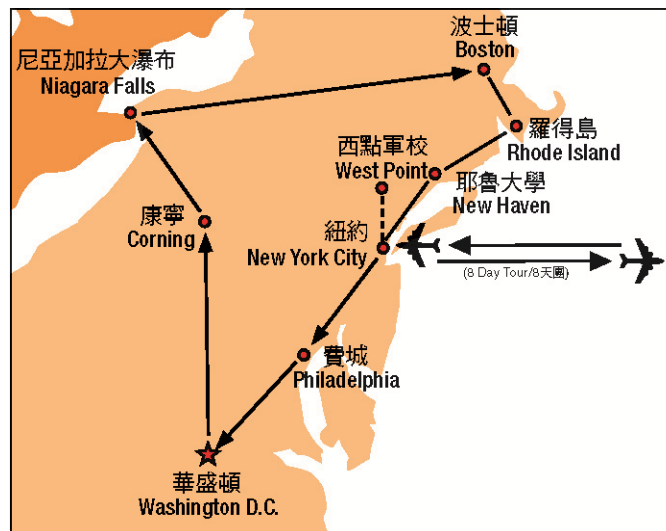 波士頓
Boston
尼亞加拉大瀑布
Niagara Falls
羅得島
Rhode Island
西點軍校
West Point
耶魯大學
New Haven
康寧
Corning
紐約
New York City
(8 Day Tour/8天團)
費城
Philadelphia
華盛頓
Washington D.C.